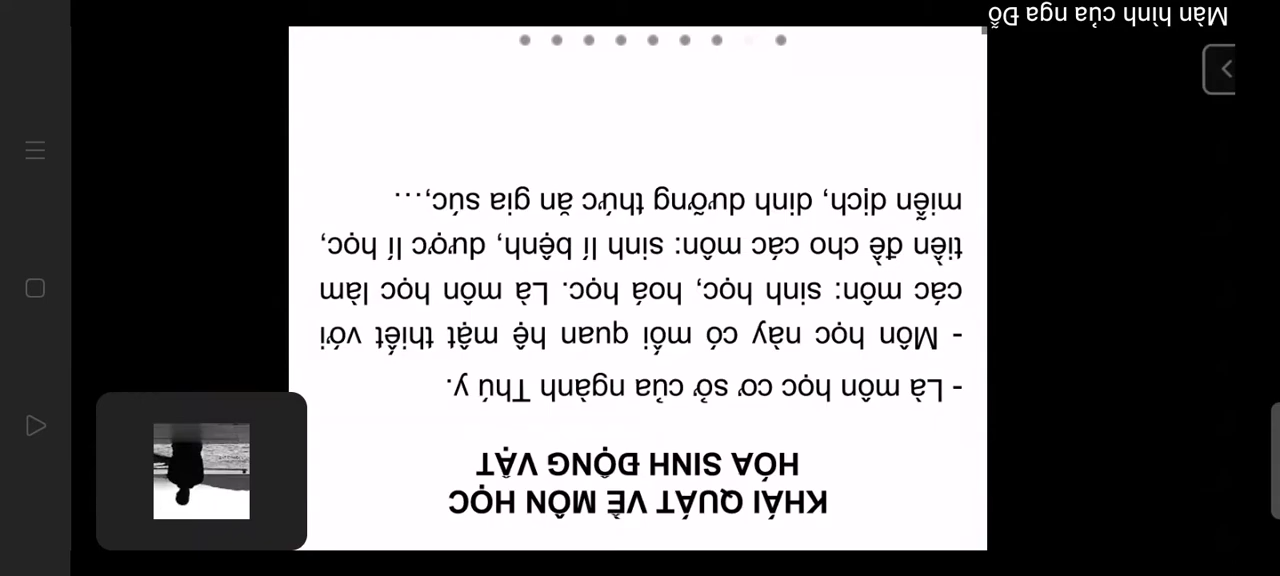 KHÁI QUÁT VỀ MÔN HỌC
HÓA SINH ĐỘNG VẬT
- Là môn học cơ sở của ngành Thú y.
- Môn học này có mối quan hệ mật thiết với
các môn: sinh học, hoá học. Là môn học làm
tiền đề cho các môn: sinh lí bệnh, dược lí học,
miễn dịch, dinh dưỡng thức ăn gia súc,…
Màn hình của nga Đỗ